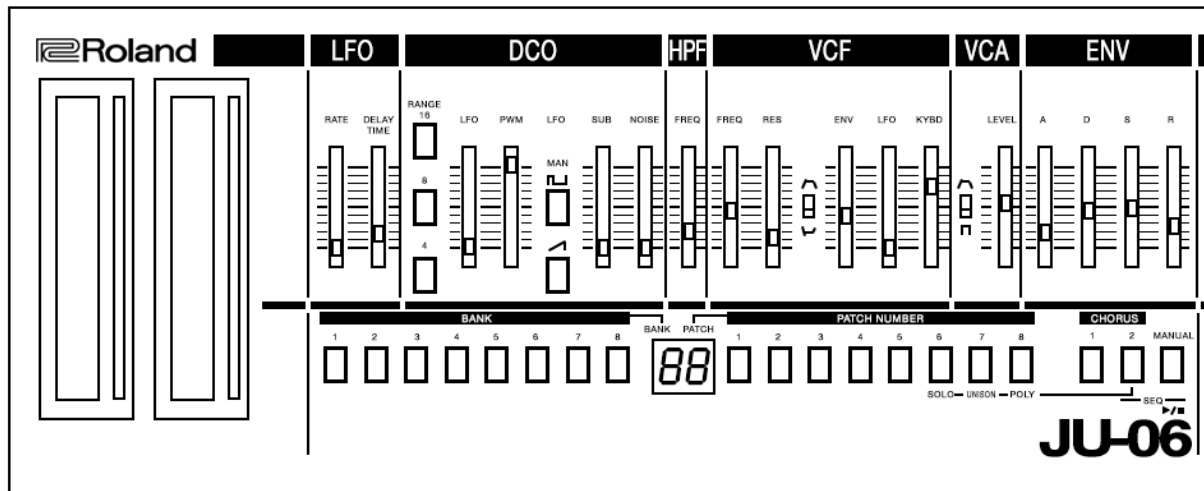 Roland
LFO DCO HPF VCF VCA ENV
RANGE
RATE DELAY TIME 16 LFO PWM LFO SUB NOISE FREQ FREQ RES ENV LFO KYBD LEVEL A D S R
MAN
8
4
BANK PATCH NUMBER CHORUS
BANK PATCH
1 2 3 4 5 6 7 8 1 2 3 4 5 6 7 8 1 2 MANUAL
88
SOLO UNISON POLY
SEQ
JU-06